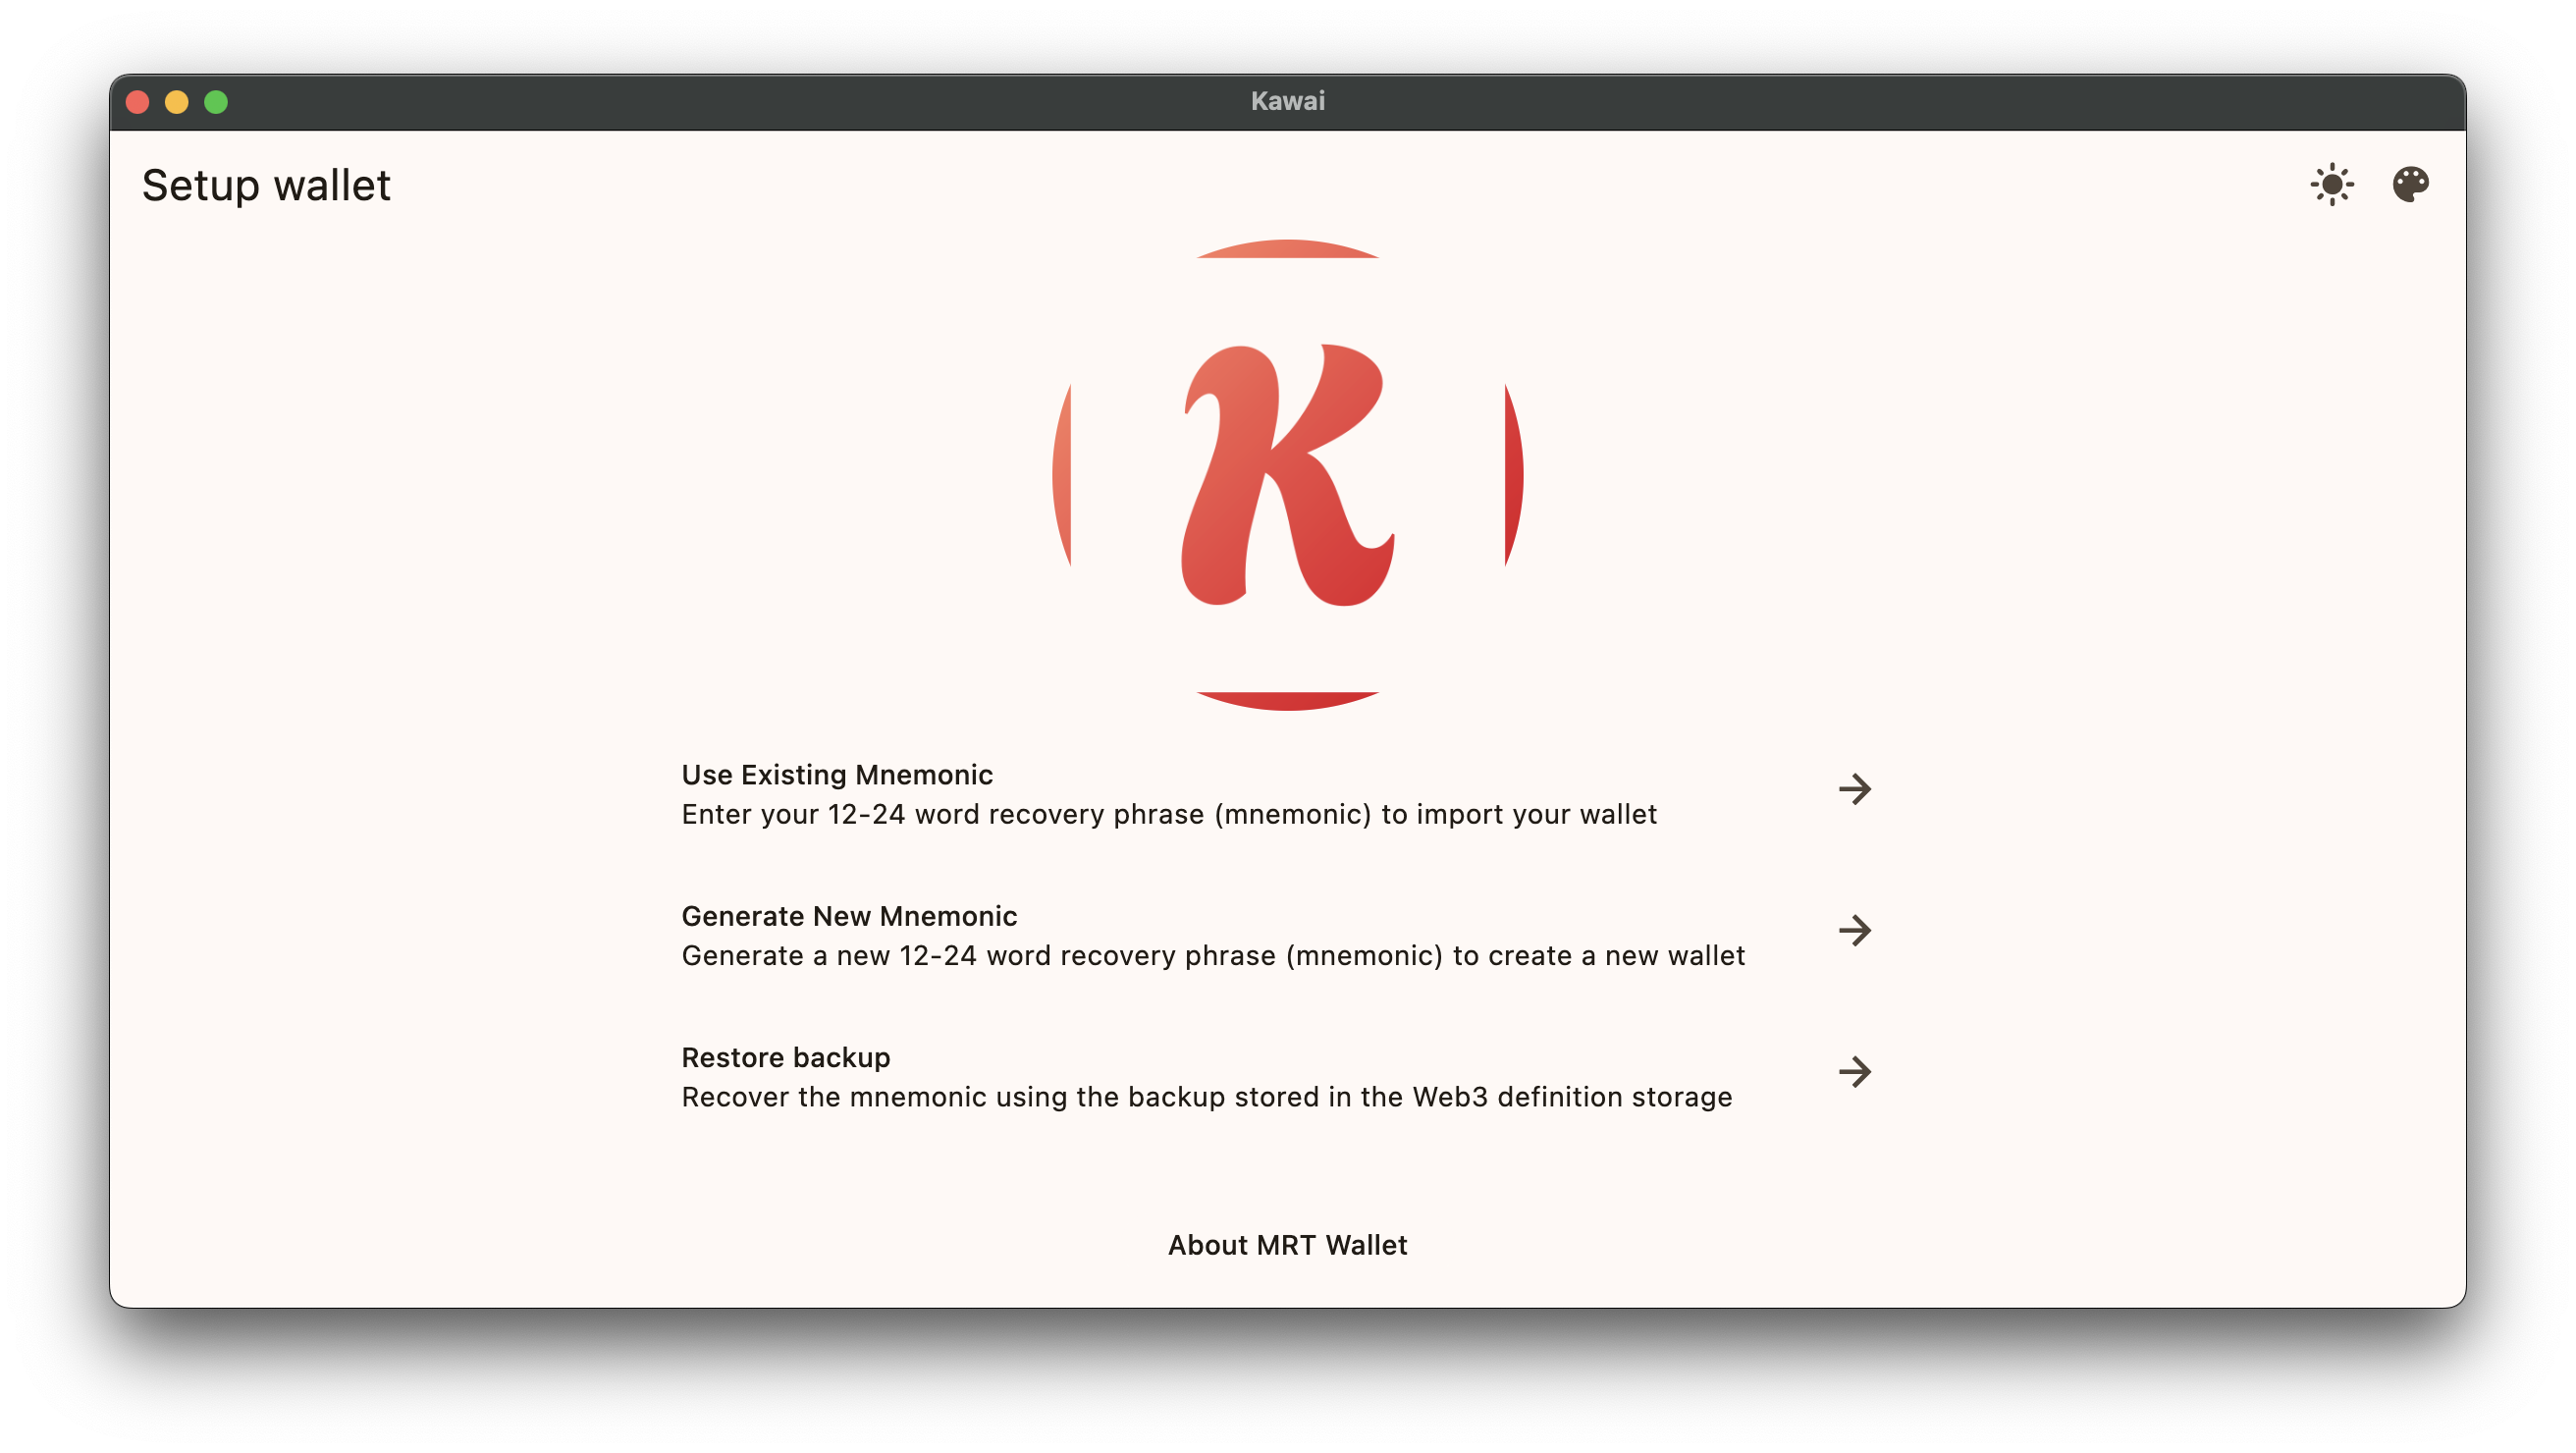 Kawai
Setup wallet
K
Use Existing Mnemonic
Enter your 12-24 word recovery phrase (mnemonic) to import your wallet
Generate New Mnemonic
Generate a new 12-24 word recovery phrase (mnemonic) to create a new wallet
Restore backup
Recover the mnemonic using the backup stored in the Web3 definition storage
About MRT Wallet